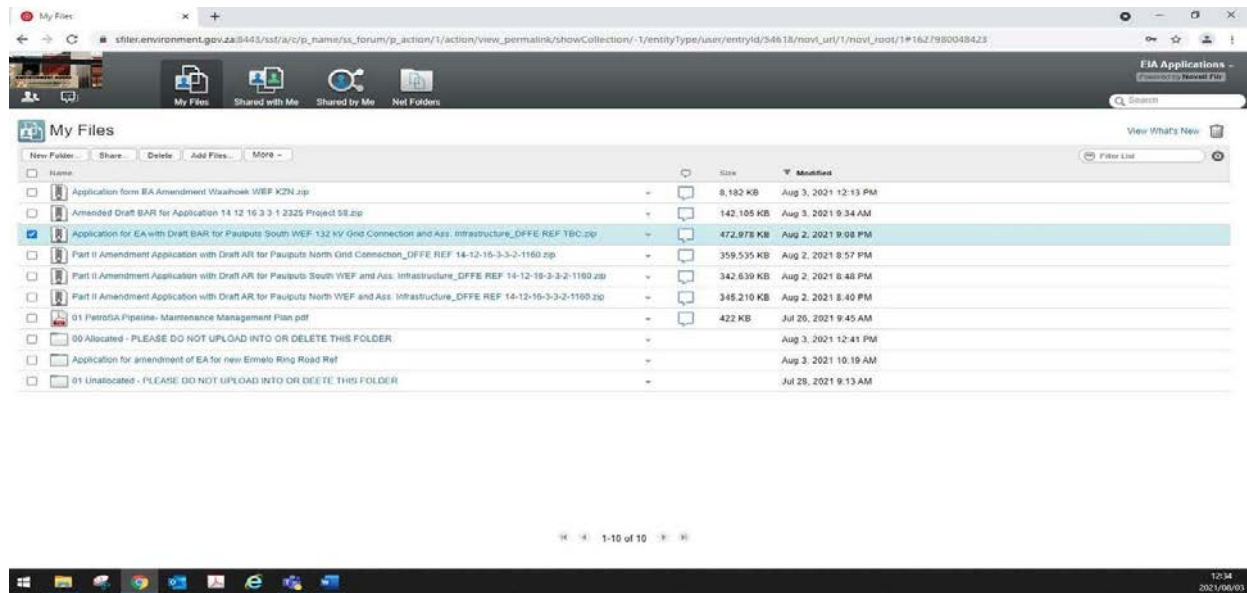 My Files
sfiler.environment.gov.za:8443/ssf/a/c/p_name/ss_forum/p_action/1/action/view_permalink/showCollection/-1/entityType/user/entryId/54618/novl_url/1/novl_root/1#1627980048423
EIA Applications
Powered by Novell Filr
My Files Shared with Me Shared by Me Net Folders
Search
My Files
View What's New
New Folder... Share... Delete Add Files... More
Filter List
Name Size Modified
Application form EA Amendment Waaihoek WEF KZN.zip 8,182 KB Aug 3, 2021 12:13 PM
Amended Draft BAR for Application 14 12 16 3 3 1 2325 Project 58.zip 142,105 KB Aug 3, 2021 9:34 AM
Application for EA with Draft BAR for Paulputs South WEF 132 kV Grid Connection and Ass. Infrastructure_DFFE REF TBC.zip 472,978 KB Aug 2, 2021 9:08 PM
Part II Amendment Application with Draft AR for Paulputs North Grid Connection_DFFE REF 14-12-16-3-3-2-1160.zip 359,535 KB Aug 2, 2021 8:57 PM
Part II Amendment Application with Draft AR for Paulputs South WEF and Ass. Infrastructure_DFFE REF 14-12-16-3-3-2-1160.zip 342,639 KB Aug 2, 2021 8:48 PM
Part II Amendment Application with Draft AR for Paulputs North WEF and Ass. Infrastructure_DFFE REF 14-12-16-3-3-2-1160.zip 345,210 KB Aug 2, 2021 8:40 PM
01 PetroSA Pipeline- Maintenance Management Plan.pdf 422 KB Jul 26, 2021 9:45 AM
00 Allocated - PLEASE DO NOT UPLOAD INTO OR DELETE THIS FOLDER Aug 3, 2021 12:41 PM
Application for amendment of EA for new Ermelo Ring Road Ref Aug 3, 2021 10:19 AM
01 Unallocated - PLEASE DO NOT UPLOAD INTO OR DEETE THIS FOLDER Jul 28, 2021 9:13 AM
1-10 of 10
12:34
2021/08/03